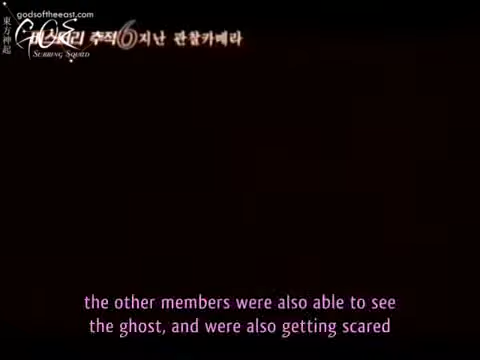 godsoftheeast.com
東方神起
추적6 지난 관찰카메라
SUBBING SQUAD
the other members were also able to see
the ghost, and were also getting scared